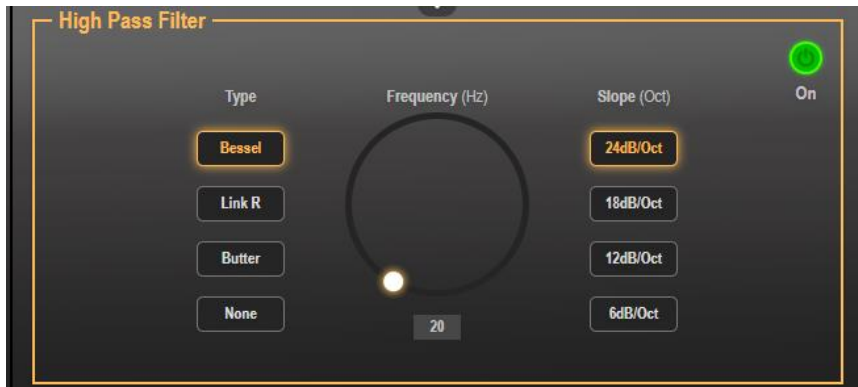 High Pass Filter
On
Type
Frequency (Hz)
Slope (Oct)
Bessel
24dB/Oct
Link R
18dB/Oct
Butter
12dB/Oct
None
6dB/Oct
20